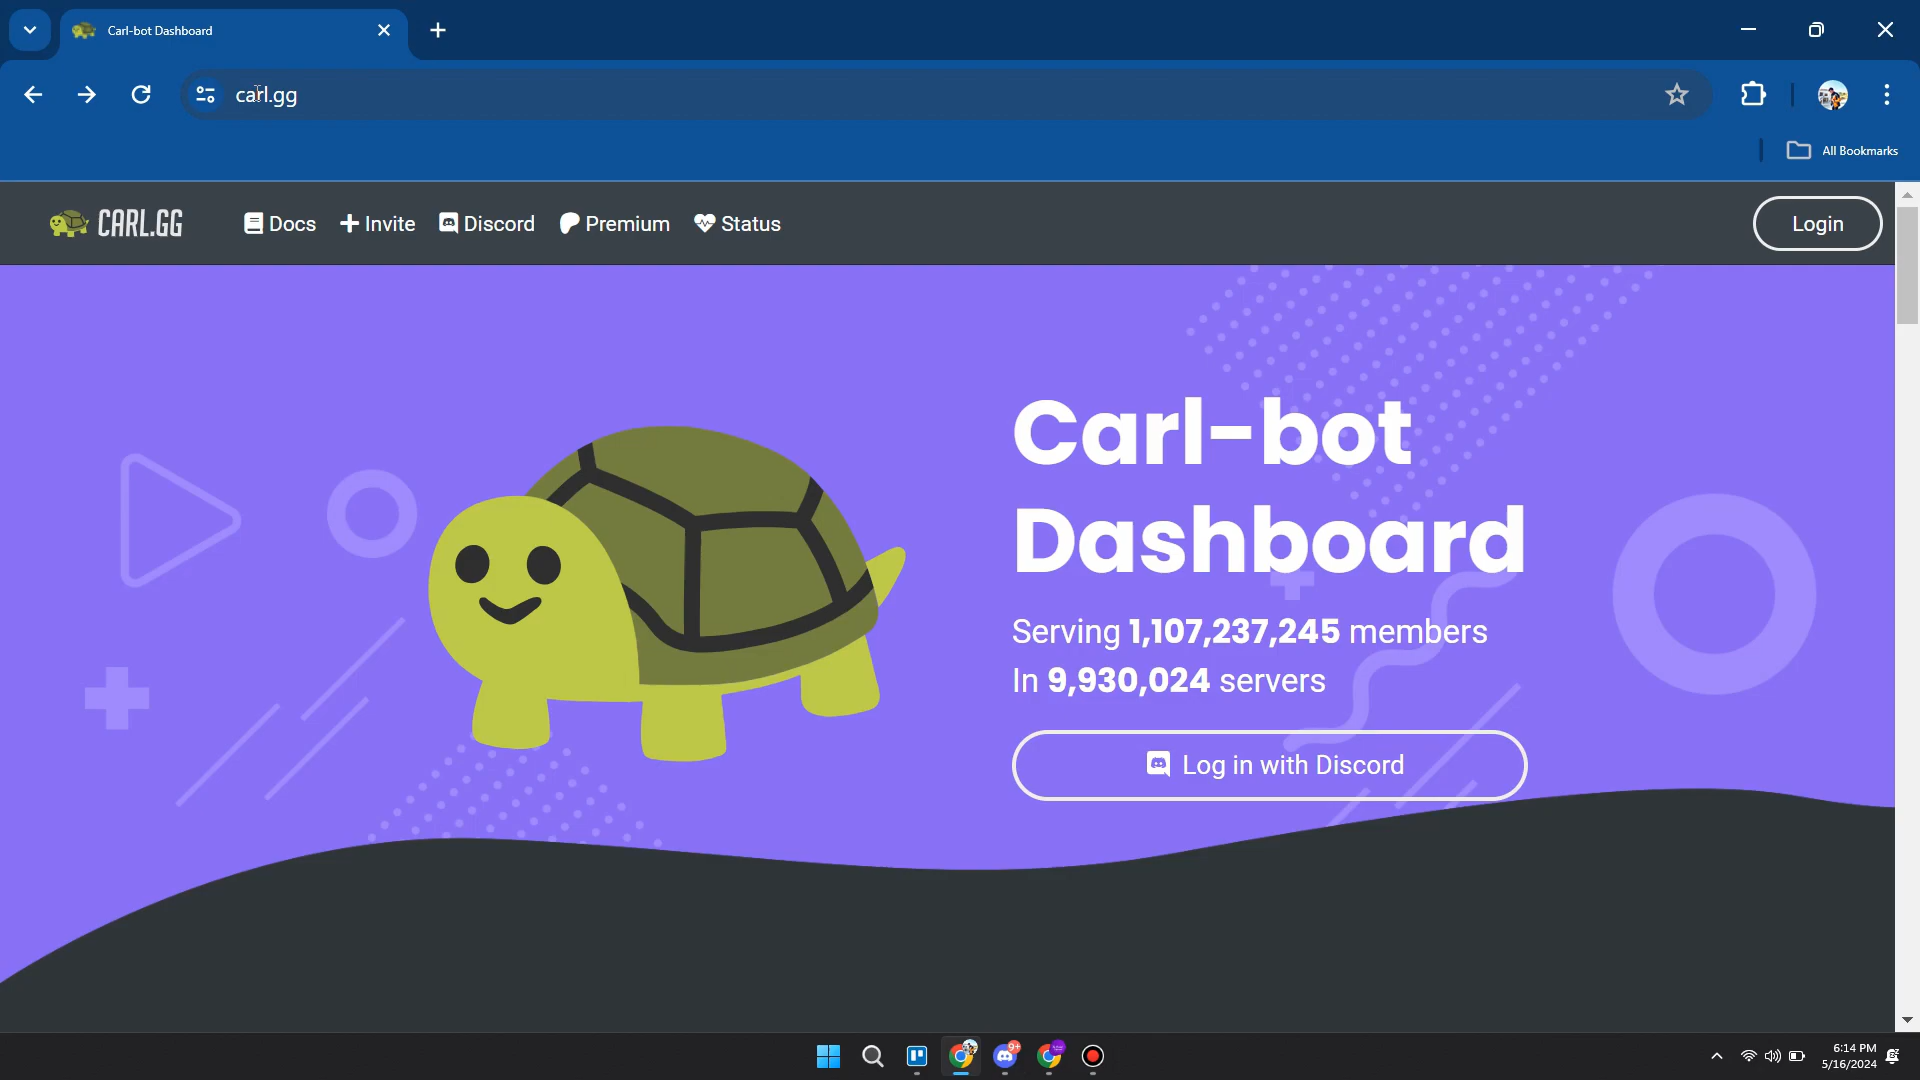 Carl-bot Dashboard
carl.gg
All Bookmarks
CARL.GG
Docs
Invite
Discord
Premium
Status
Login
Carl-bot
Dashboard
Serving 1,107,237,245 members
In 9,930,024 servers
Log in with Discord
9+
6:14 PM
5/16/2024